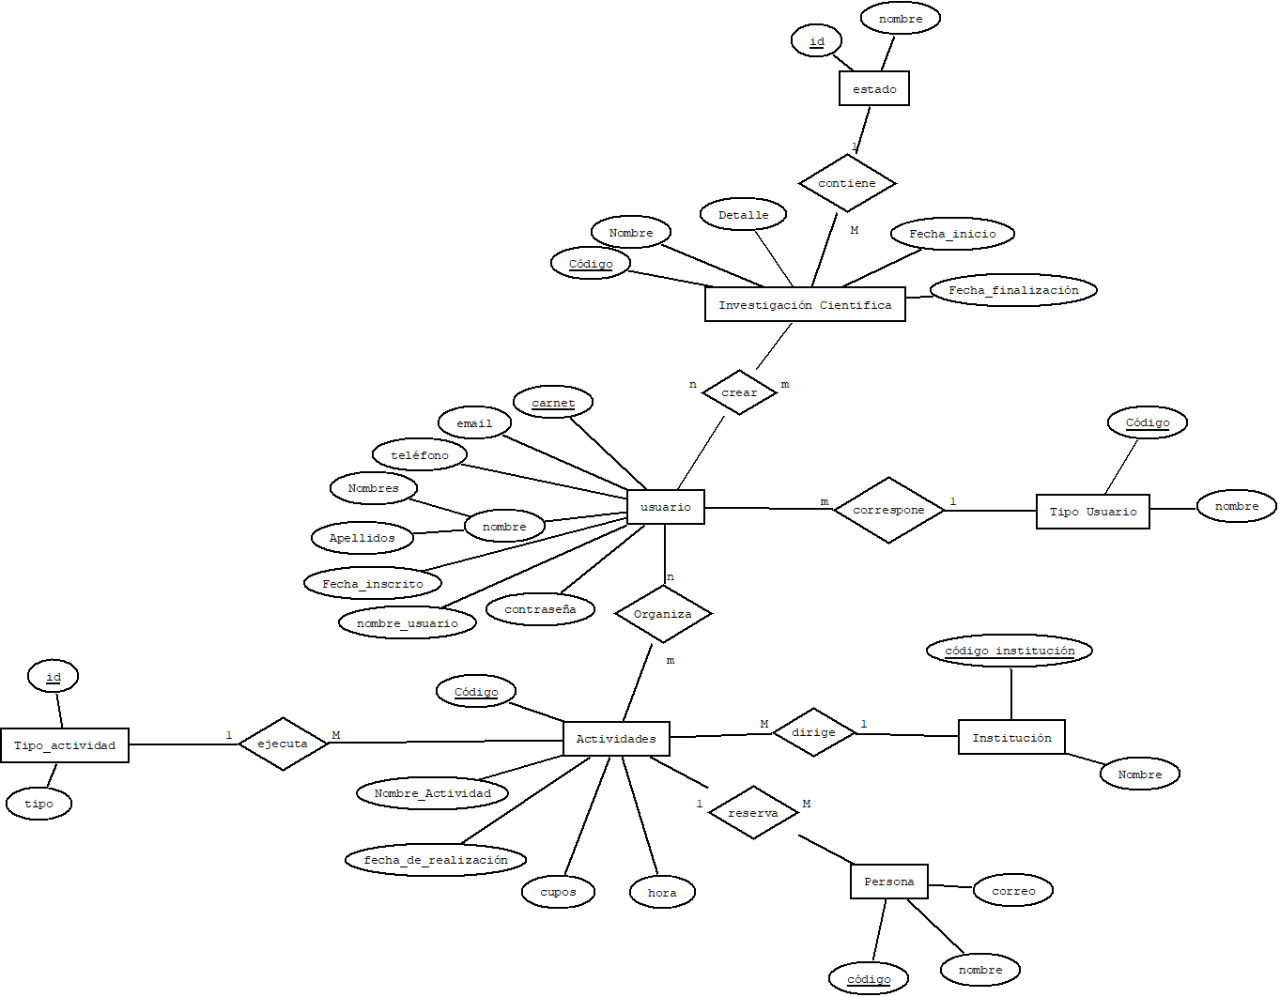 nombre
id
estado
1
contiene
M
Detalle
Nombre
Fecha_inicio
Código
Fecha_finalización
Investigación Cientifica
n
crear
m
carnet
email
Código
teléfono
Nombres
usuario
m
correspone
1
Tipo Usuario
nombre
nombre
Apellidos
Fecha_inscrito
n
contraseña
Organiza
nombre_usuario
m
código institución
id
Código
Tipo_actividad
1
ejecuta
M
Actividades
M
dirige
1
Institución
Nombre
tipo
Nombre_Actividad
1
reserva
M
fecha_de_realización
cupos
hora
Persona
correo
código
nombre